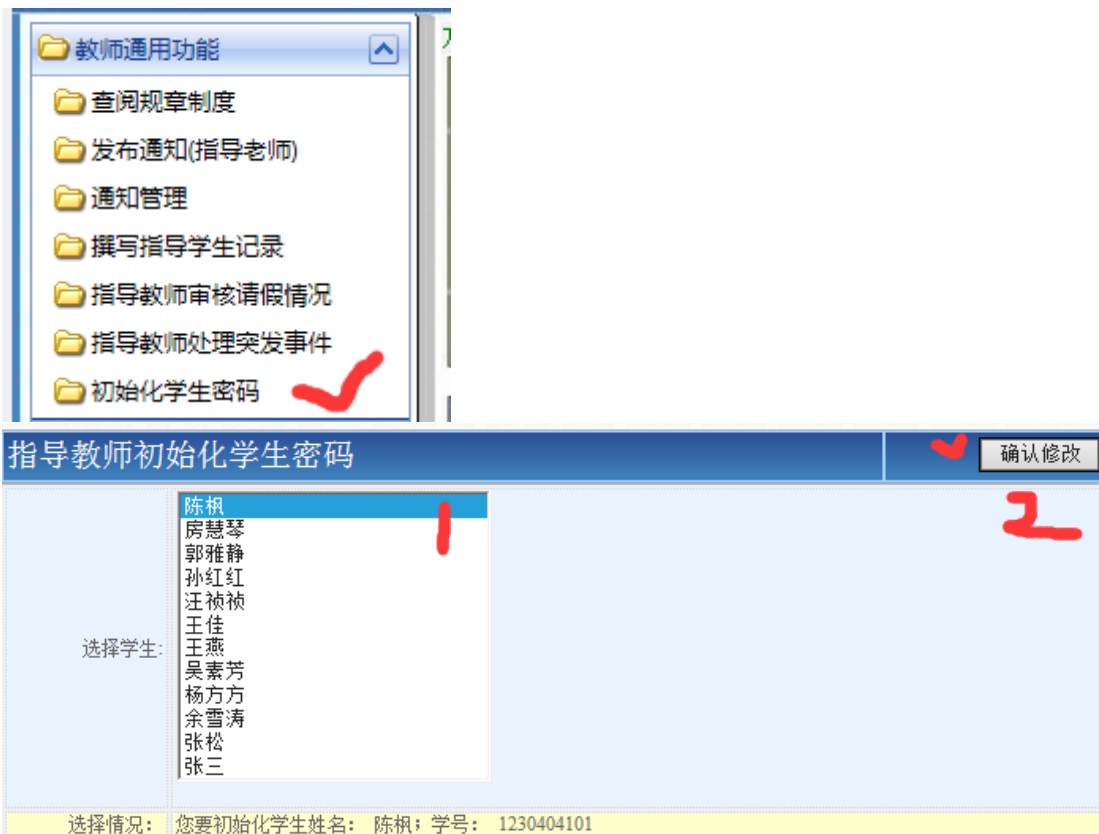 教师通用功能
查阅规章制度
发布通知(指导老师)
通知管理
撰写指导学生记录
指导教师审核请假情况
指导教师处理突发事件
初始化学生密码
指导教师初始化学生密码
确认修改
1
2
选择学生:
陈枫
房慧琴
郭雅静
孙红红
汪祯祯
王佳
王燕
吴素芳
杨方方
余雪涛
张松
张三
选择情况: 您要初始化学生姓名: 陈枫;学号: 1230404101